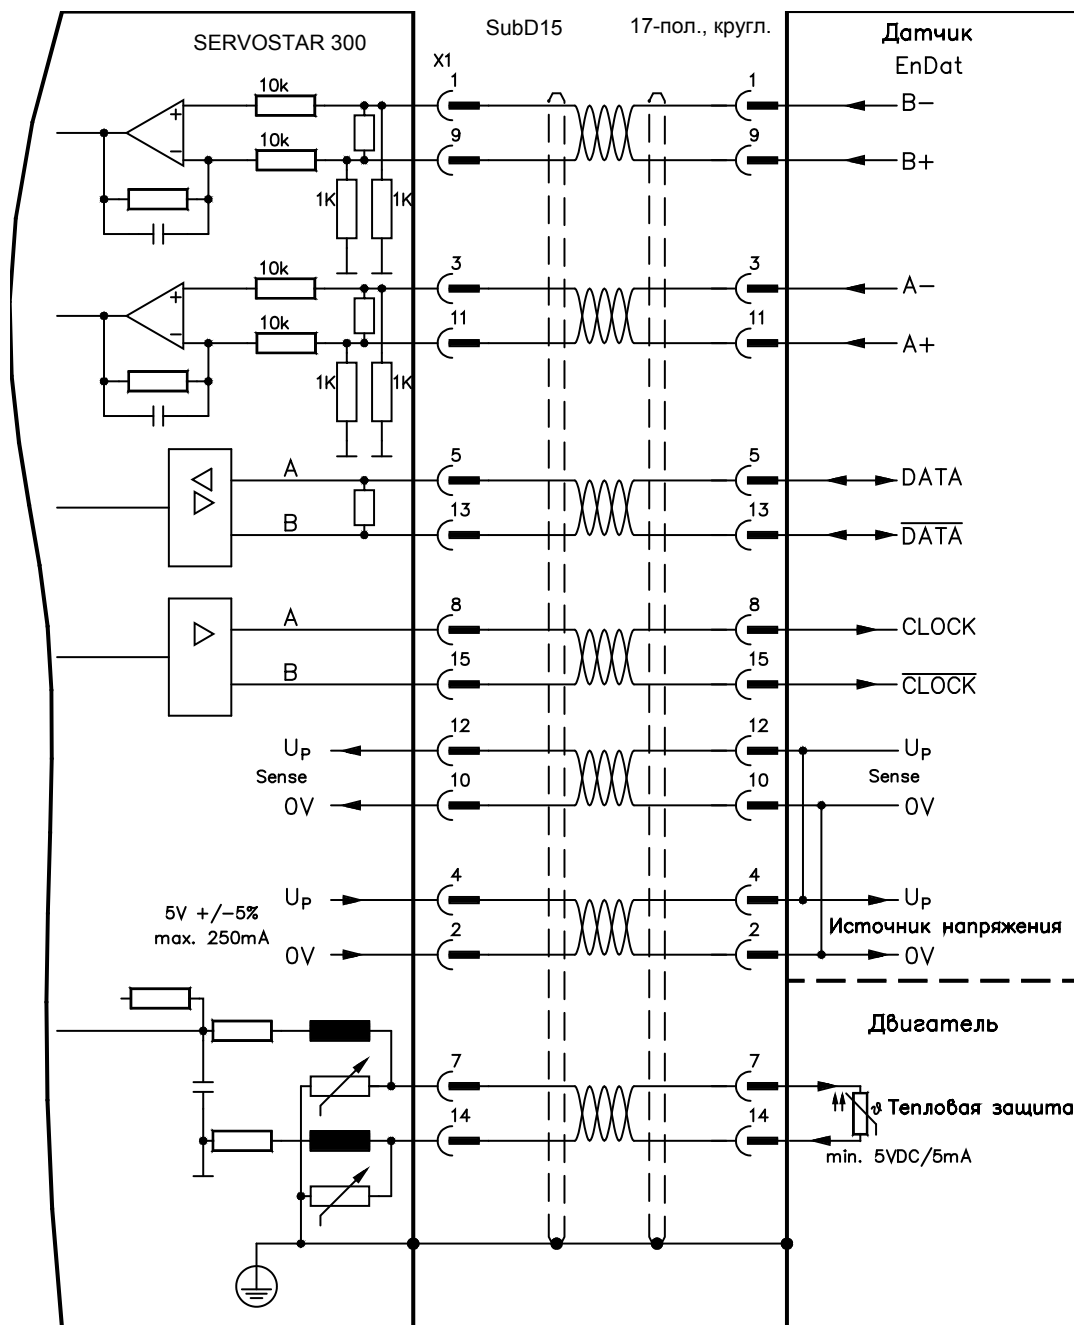 SERVOSTAR 300
SubD15
17-пол., кругл.
Датчик
EnDat
X1
10k
1
1
B−
10k
9
9
B+
1K
1K
10k
3
3
A−
10k
11
11
A+
1K
1K
A
5
5
DATA
B
13
13
DATA
A
8
8
CLOCK
B
15
15
CLOCK
UP
12
12
UP
Sense
Sense
0V
10
10
0V
UP
4
4
UP
5V +/−5%
max. 250mA
Источник напряжения
0V
2
2
0V
Двигатель
7
7
14
14
ϑ Тепловая защита
min. 5VDC/5mA